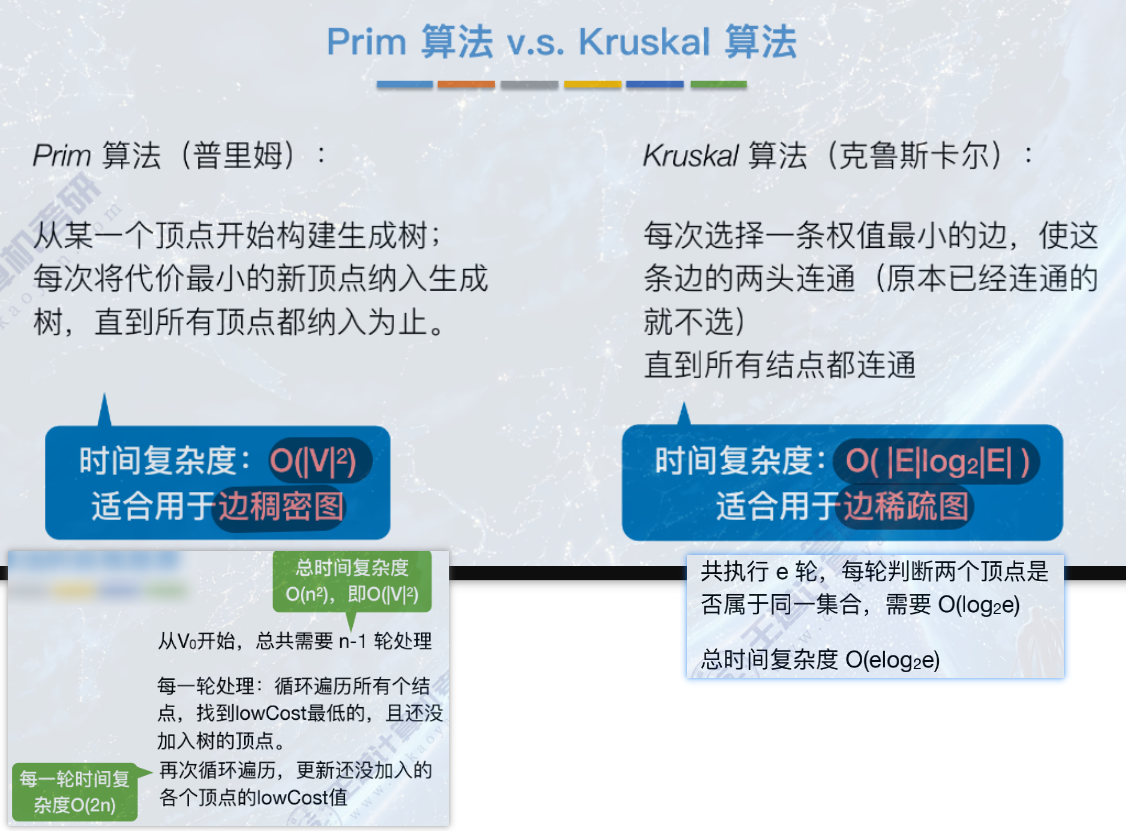 Prim 算法 v.s. Kruskal 算法
Prim 算法（普里姆）：
从某一个顶点开始构建生成树；
每次将代价最小的新顶点纳入生成
树，直到所有顶点都纳入为止。
时间复杂度：O(|V|²)
适合用于边稠密图
Kruskal 算法（克鲁斯卡尔）：
每次选择一条权值最小的边，使这
条边的两头连通（原本已经连通的
就不选）
直到所有结点都连通
时间复杂度：O( |E|log₂|E| )
适合用于边稀疏图
总时间复杂度
O(n²)，即O(|V|²)
从V₀开始，总共需要 n-1 轮处理
每一轮处理：循环遍历所有个结
点，找到lowCost最低的，且还没
加入树的顶点。
再次循环遍历，更新还没加入的
各个顶点的lowCost值
每一轮时间复
杂度O(2n)
共执行 e 轮，每轮判断两个顶点是
否属于同一集合，需要 O(log₂e)
总时间复杂度 O(elog₂e)